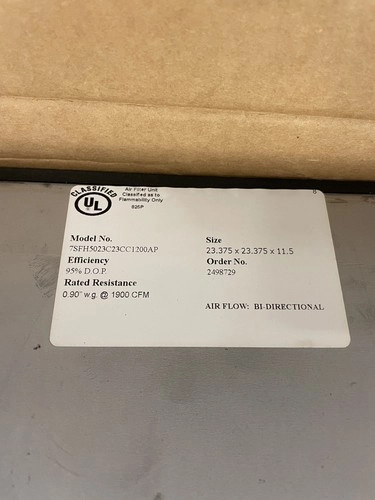 CLASSIFIED
UL
Air Filter Unit
Classified as to
Flammability Only
825P
Model No.
7SFH5023C23CC1200AP
Efficiency
95% D.O.P.
Rated Resistance
0.90" w.g. @ 1900 CFM
Size
23.375 x 23.375 x 11.5
Order No.
2498729
AIR FLOW: BI-DIRECTIONAL